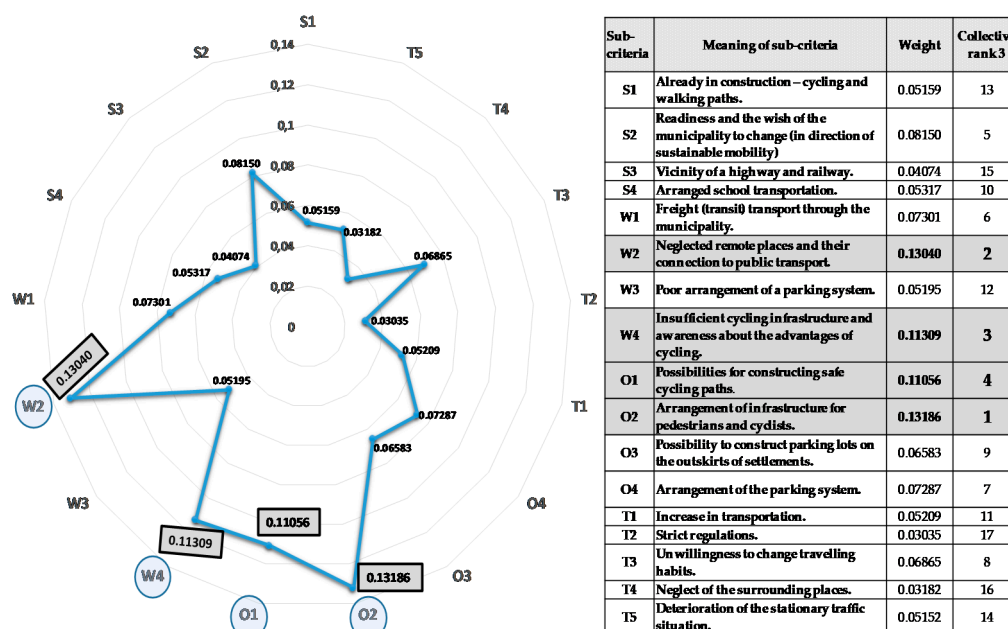 S1
0,14
S2
T5
0,12
S3
T4
0,1
0.08150
0,08
S4
T3
0,06
0.05159
0.03182
0.04074
0,04
0.06865
0.05317
0,02
W1
0.07301
T2
0
0.03035
0.13040
0.05209
W2
0.05195
T1
0.07287
0.06583
W3
O4
0.11056
0.11309
W4
0.13186
O3
O1
O2
Sub-
criteria
Meaning of sub-criteria
Weight
Collectiv
rank3
S1
Already in construction – cycling and
walking paths.
0.05159
13
S2
Readiness and the wish of the
municipality to change (in direction of
sustainable mobility)
0.08150
5
S3
Vicinity of a highway and railway.
0.04074
15
S4
Arranged school transportation.
0.05317
10
W1
Freight (transit) transport through the
municipality.
0.07301
6
W2
Neglected remote places and their
connection to public transport.
0.13040
2
W3
Poor arrangement of a parking system.
0.05195
12
W4
Insufficient cycling infrastructure and
awareness about the advantages of
cycling.
0.11309
3
O1
Possibilities for constructing safe
cycling paths.
0.11056
4
O2
Arrangement of infrastructure for
pedestrians and cyclists.
0.13186
1
O3
Possibility to construct parking lots on
the outskirts of settlements.
0.06583
9
O4
Arrangement of the parking system.
0.07287
7
T1
Increase in transportation.
0.05209
11
T2
Strict regulations.
0.03035
17
T3
Unwillingness to change travelling
habits.
0.06865
8
T4
Neglect of the surrounding places.
0.03182
16
T5
Deterioration of the stationary traffic
situation.
0.05152
14